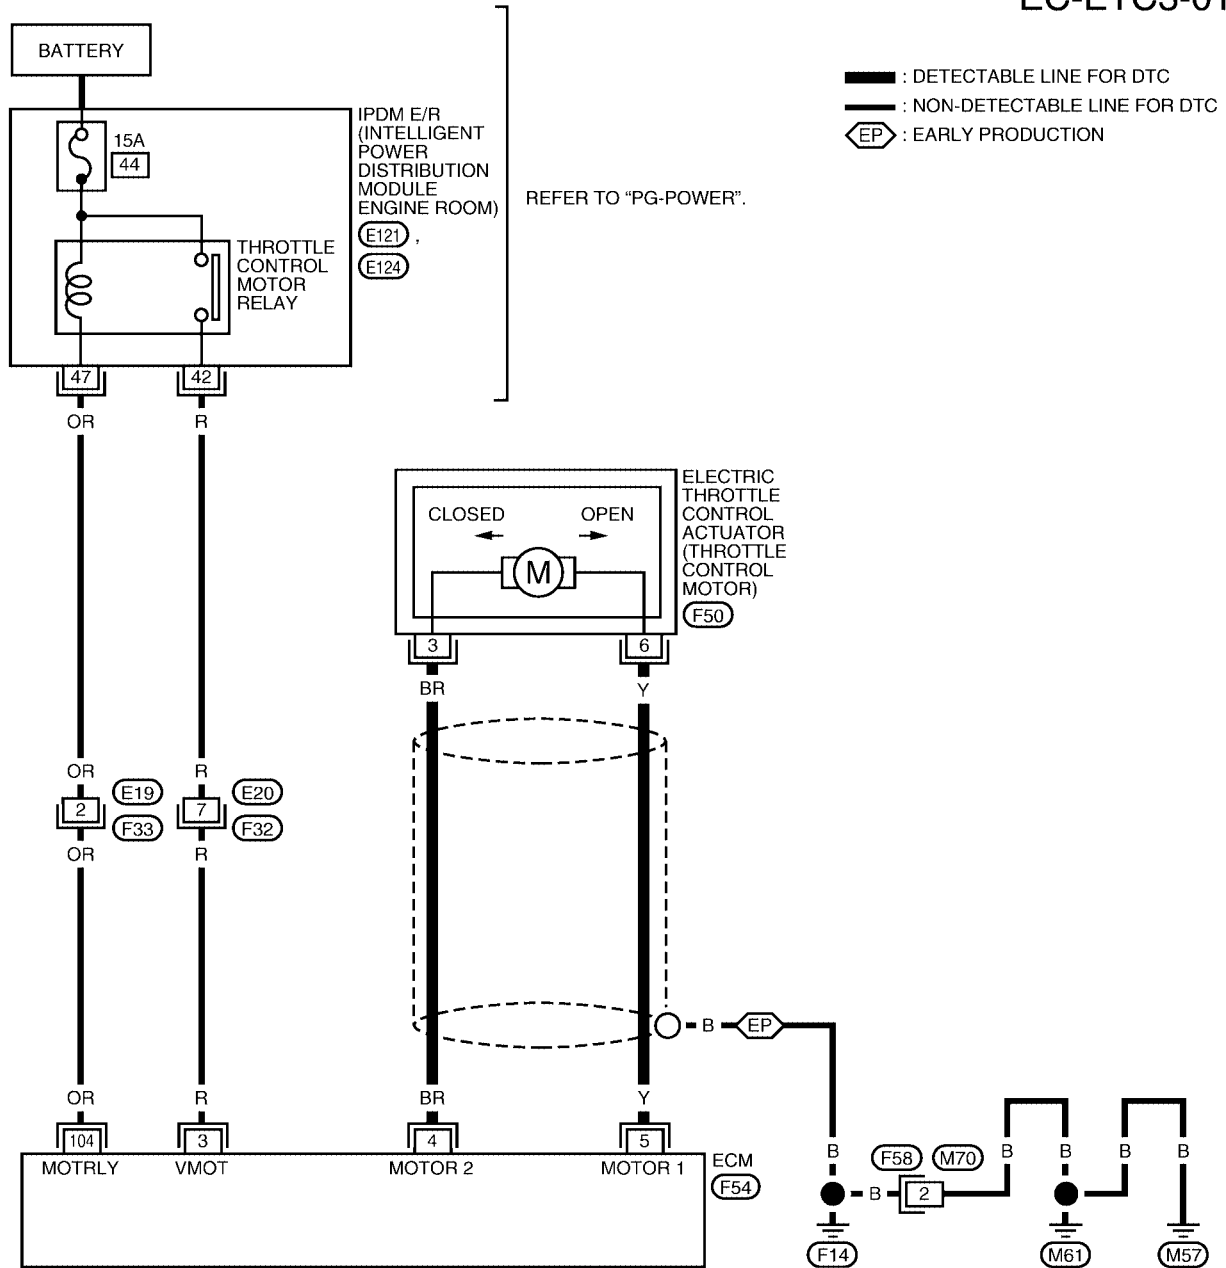 BATTERY
: DETECTABLE LINE FOR DTC
: NON-DETECTABLE LINE FOR DTC
EP : EARLY PRODUCTION
15A
44
IPDM E/R
(INTELLIGENT
POWER
DISTRIBUTION
MODULE
ENGINE ROOM)
E121 ,
E124
REFER TO “PG-POWER”.
THROTTLE
CONTROL
MOTOR
RELAY
47 42
OR R
ELECTRIC
THROTTLE
CONTROL
ACTUATOR
(THROTTLE
CONTROL
MOTOR)
F50
CLOSED OPEN
M
3 6
BR Y
OR R
2 E19 7 E20
F33 F32
OR R
B EP
OR R BR Y
104 3 4 5
MOTRLY VMOT MOTOR 2 MOTOR 1
ECM
F54
B F58 M70 B B B B
B 2
F14 M61 M57